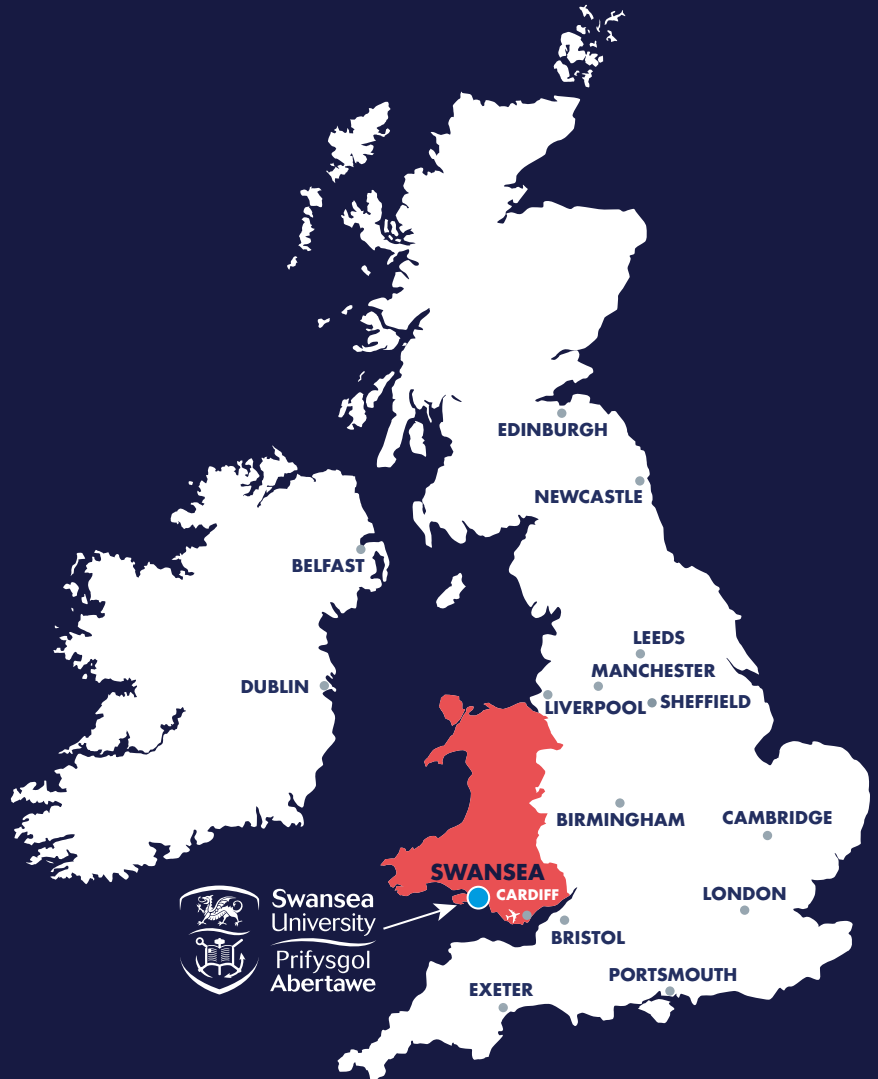 EDINBURGH
NEWCASTLE
BELFAST
LEEDS
MANCHESTER
DUBLIN
LIVERPOOL
SHEFFIELD
BIRMINGHAM
CAMBRIDGE
SWANSEA
CARDIFF
LONDON
Swansea
University
Prifysgol
Abertawe
BRISTOL
PORTSMOUTH
EXETER